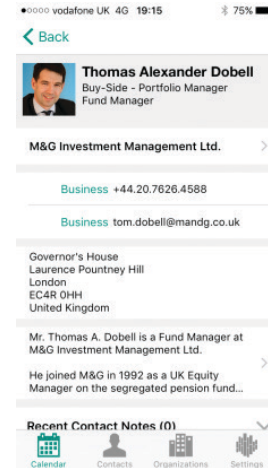 vodafone UK 4G 19:15 75%
Back
Thomas Alexander Dobell
Buy-Side - Portfolio Manager
Fund Manager
M&G Investment Management Ltd.
Business +44.20.7626.4588
Business tom.dobell@mandg.co.uk
Governor's House
Laurence Pountney Hill
London
EC4R 0HH
United Kingdom
Mr. Thomas A. Dobell is a Fund Manager at
M&G Investment Management Ltd.
He joined M&G in 1992 as a UK Equity
Manager on the segregated pension fund...
Recent Contact Notes (0)
Calendar Contacts Organizations Settings